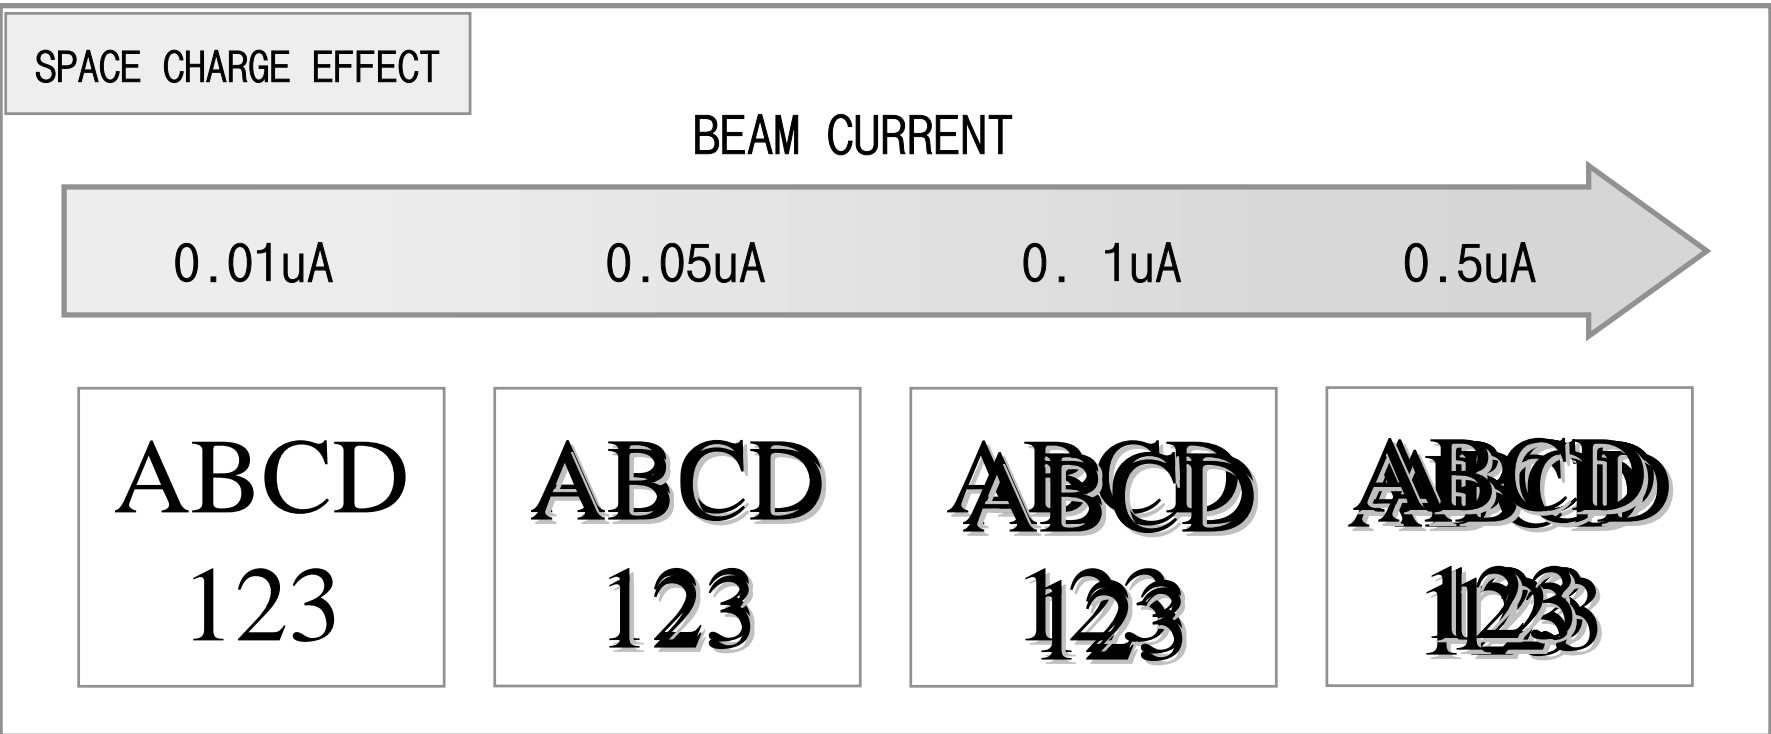 SPACE CHARGE EFFECT
BEAM CURRENT
0.01uA 0.05uA 0. 1uA 0.5uA
ABCD ABCD ABCD ABCD
123 123 123 123